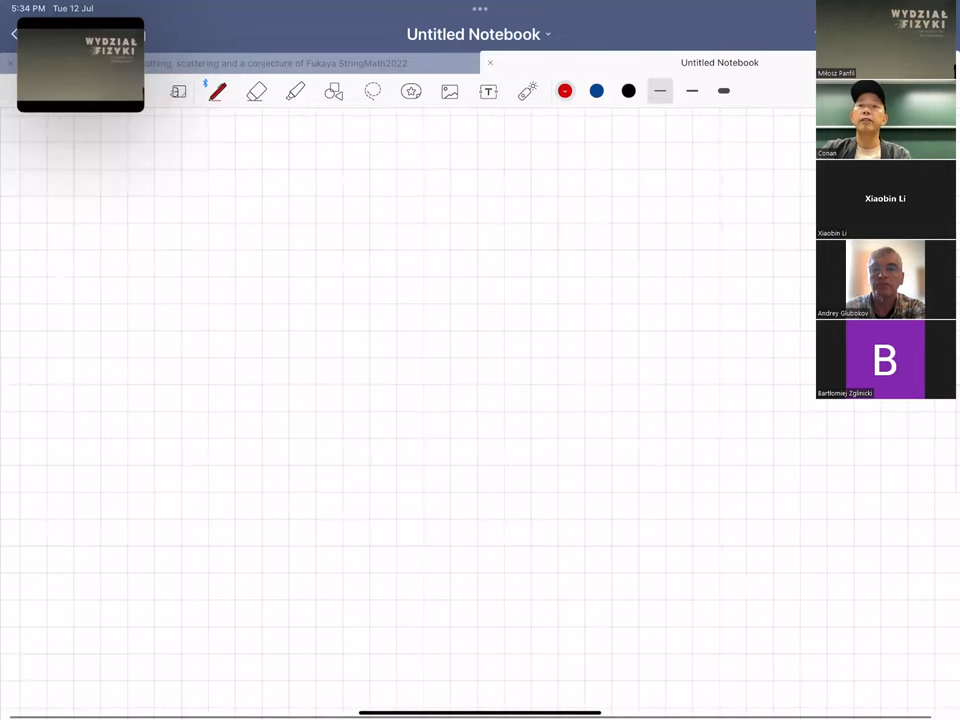 5:34 PM Tue 12 Jul
Untitled Notebook
othing, scattering and a conjecture of Fukaya StringMath2022
Untitled Notebook
WYDZIAŁ
FIZYKI
WYDZIAŁ
FIZYKI
Miłosz Panfil
Conan
Xiaobin Li
Xiaobin Li
Andrey Glubokov
B
Bartłomiej Zglinicki
T